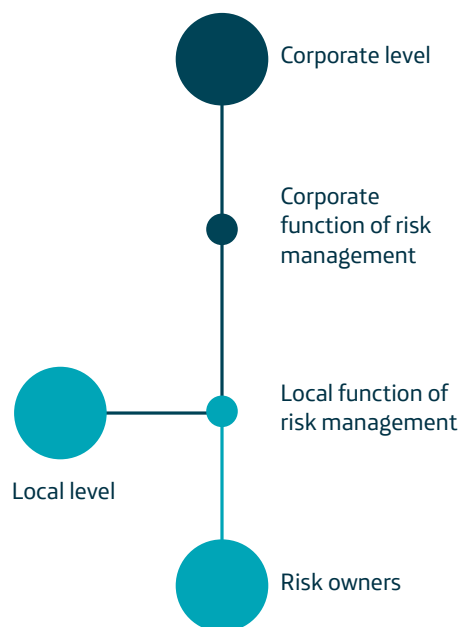 Corporate level
Corporate
function of risk
management
Local function of
risk management
Local level
Risk owners